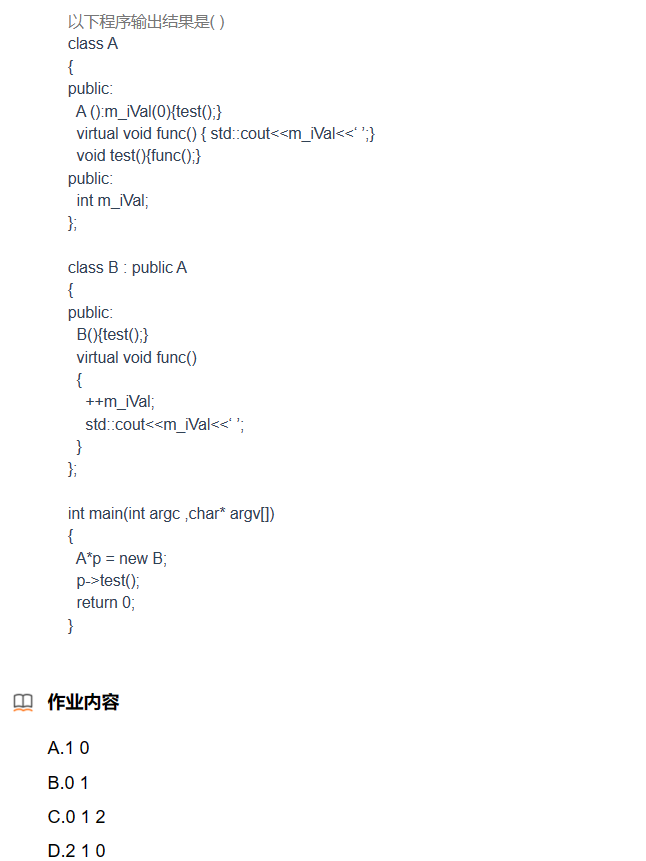 以下程序输出结果是( )
class A
{
public:
A ():m_iVal(0){test();}
virtual void func() { std::cout<<m_iVal<<‘ ’;}
void test(){func();}
public:
int m_iVal;
};
class B : public A
{
public:
B(){test();}
virtual void func()
{
++m_iVal;
std::cout<<m_iVal<<‘ ’;
}
};
int main(int argc ,char* argv[])
{
A*p = new B;
p->test();
return 0;
}
作业内容
A.1 0
B.0 1
C.0 1 2
D.2 1 0